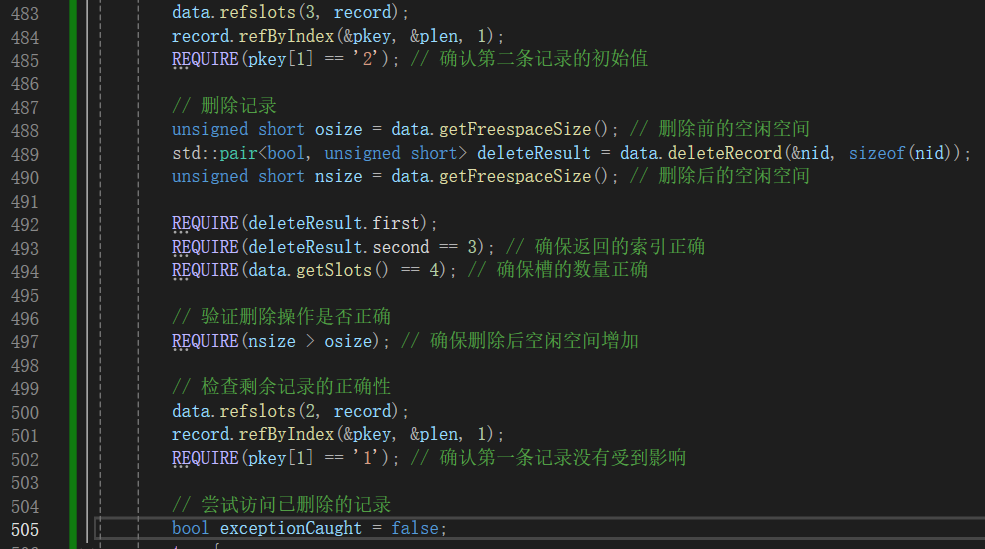 483 data.refslots(3, record);
484 record.refByIndex(&pkey, &plen, 1);
485 REQUIRE(pkey[1] == '2'); // 确认第二条记录的初始值
486
487 // 删除记录
488 unsigned short osize = data.getFreespaceSize(); // 删除前的空闲空间
489 std::pair<bool, unsigned short> deleteResult = data.deleteRecord(&nid, sizeof(nid));
490 unsigned short nsize = data.getFreespaceSize(); // 删除后的空闲空间
491
492 REQUIRE(deleteResult.first);
493 REQUIRE(deleteResult.second == 3); // 确保返回的索引正确
494 REQUIRE(data.getSlots() == 4); // 确保槽的数量正确
495
496 // 验证删除操作是否正确
497 REQUIRE(nsize > osize); // 确保删除后空闲空间增加
498
499 // 检查剩余记录的正确性
500 data.refslots(2, record);
501 record.refByIndex(&pkey, &plen, 1);
502 REQUIRE(pkey[1] == '1'); // 确认第一条记录没有受到影响
503
504 // 尝试访问已删除的记录
505 bool exceptionCaught = false;